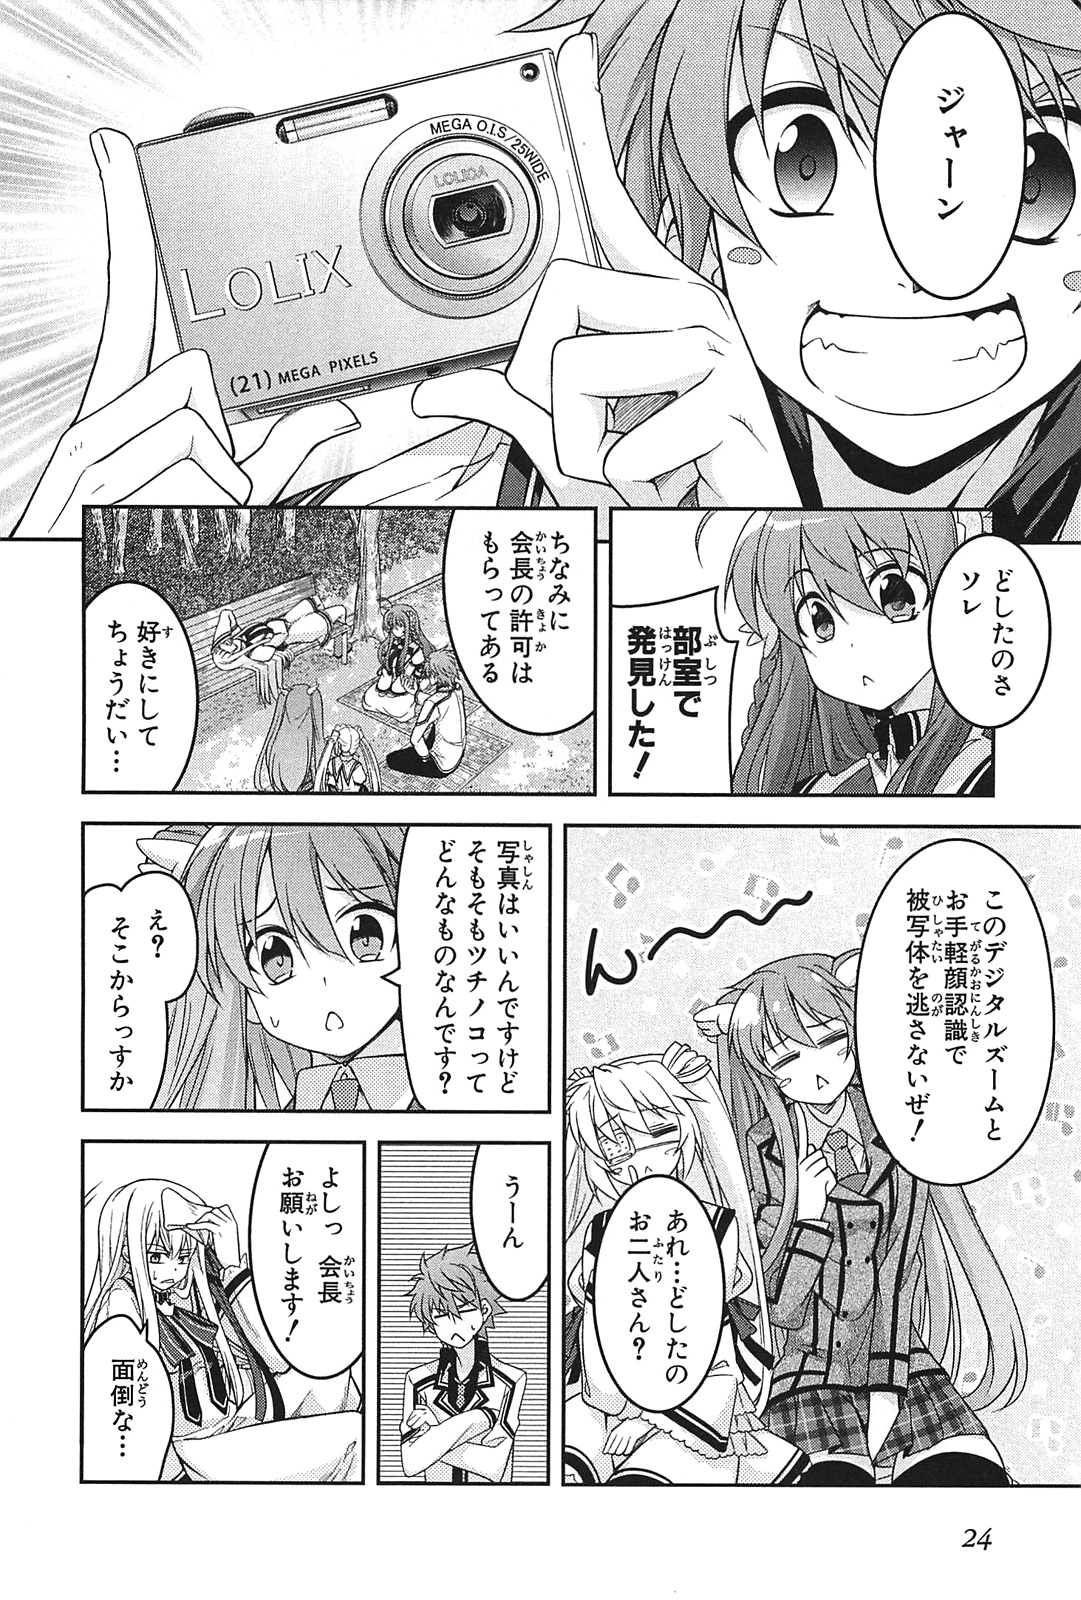 ジャーン
MEGA O.I.S/25WIDE
LOLICA
LOLIX
(21) MEGA PIXELS
どしたのさ
ソレ
部室で
発見した!
ちなみに
会長の許可は
もらってある
好きにして
ちょうだい…
このデジタルズームと
お手軽顔認識で
被写体を逃さないぜ!
ん〜〜〜
あれ…どしたの
お二人さん?
写真はいいんですけど
そもそもツチノコって
どんなものなんです?
え?
そこからっすか
うーん
よしっ 会長
お願いします!
面倒な…
24